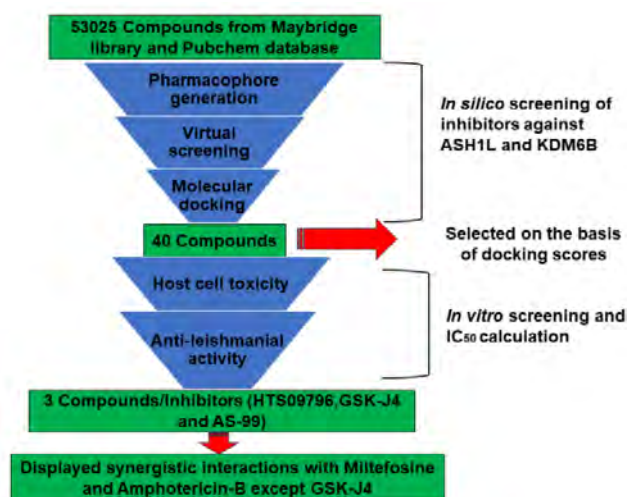 53025 Compounds from Maybridge
library and Pubchem database
Pharmacophore
generation
Virtual
screening
Molecular
docking
In silico screening of
inhibitors against
ASH1L and KDM6B
40 Compounds
Selected on the basis
of docking scores
Host cell toxicity
Anti-leishmanial
activity
In vitro screening and
IC50 calculation
3 Compounds/Inhibitors (HTS09796,GSK-J4
and AS-99)
Displayed synergistic interactions with Miltefosine
and Amphotericin-B except GSK-J4